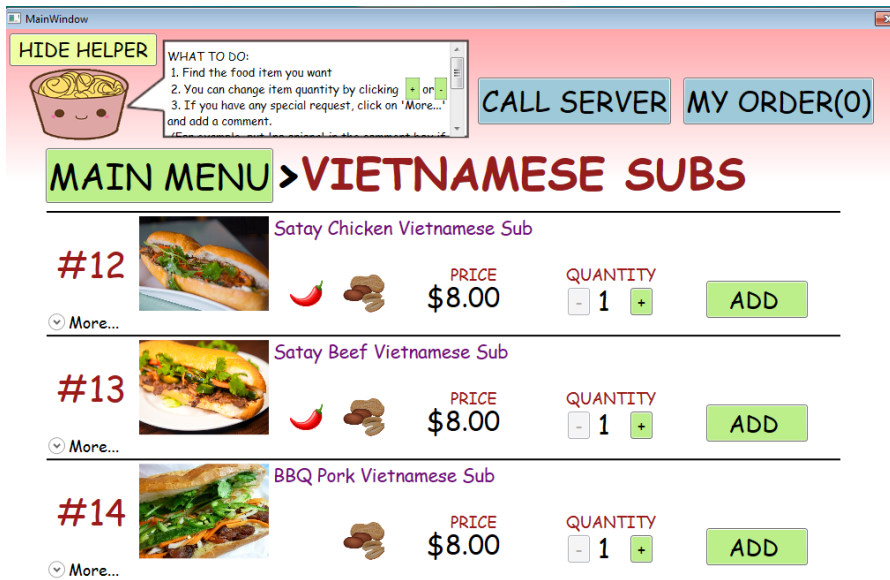 MainWindow
HIDE HELPER
WHAT TO DO:
1. Find the food item you want
2. You can change item quantity by clicking + or -
3. If you have any special request, click on 'More...'
and add a comment.
CALL SERVER
MY ORDER(0)
MAIN MENU >VIETNAMESE SUBS
#12
Satay Chicken Vietnamese Sub
PRICE
$8.00
QUANTITY
- 1 +
ADD
More...
#13
Satay Beef Vietnamese Sub
PRICE
$8.00
QUANTITY
- 1 +
ADD
More...
#14
BBQ Pork Vietnamese Sub
PRICE
$8.00
QUANTITY
- 1 +
ADD
More...